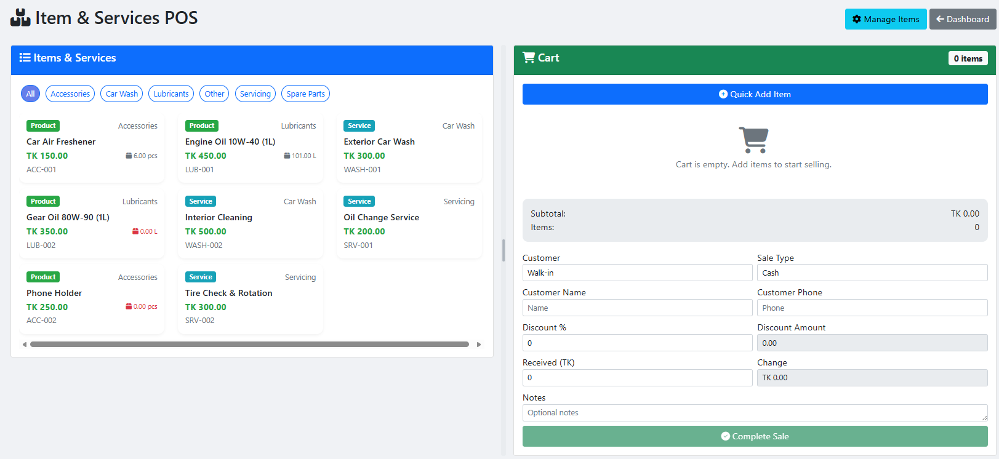 Item & Services POS
Manage Items
Dashboard
Items & Services
All
Accessories
Car Wash
Lubricants
Other
Servicing
Spare Parts
Product
Accessories
Car Air Freshener
TK 150.00
6.00 pcs
ACC-001
Product
Lubricants
Engine Oil 10W-40 (1L)
TK 450.00
101.00 L
LUB-001
Service
Car Wash
Exterior Car Wash
TK 300.00
WASH-001
Product
Lubricants
Gear Oil 80W-90 (1L)
TK 350.00
0.00 L
LUB-002
Service
Car Wash
Interior Cleaning
TK 500.00
WASH-002
Service
Servicing
Oil Change Service
TK 200.00
SRV-001
Product
Accessories
Phone Holder
TK 250.00
0.00 pcs
ACC-002
Service
Servicing
Tire Check & Rotation
TK 300.00
SRV-002
Cart
0 items
Quick Add Item
Cart is empty. Add items to start selling.
Subtotal:
TK 0.00
Items:
0
Customer
Walk-in
Sale Type
Cash
Customer Name
Name
Customer Phone
Phone
Discount %
0
Discount Amount
0.00
Received (TK)
0
Change
TK 0.00
Notes
Optional notes
Complete Sale